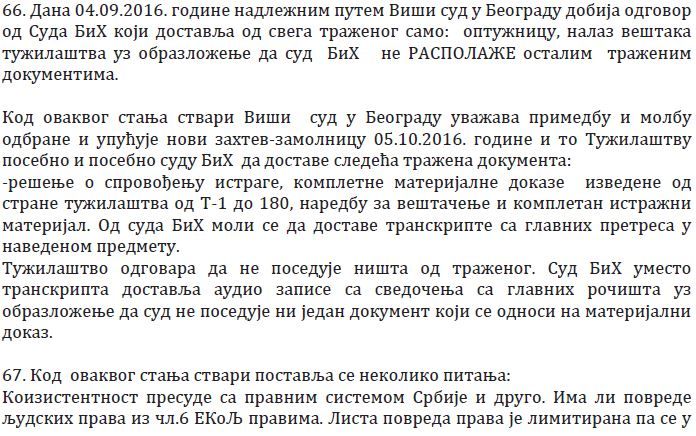 66. Дана 04.09.2016. године надлежним путем Виши суд у Београду добија одговор
од Суда БиХ који доставља од свега траженог само: оптужницу, налаз вештака
тужилаштва уз образложење да суд БиХ не РАСПОЛАЖЕ осталим траженим
документима.
Код оваквог стања ствари Виши суд у Београду уважава примедбу и молбу
одбране и упућује нови захтев-замолницу 05.10.2016. године и то Тужилаштву
посебно и посебно суду БиХ да доставе следећа тражена документа:
-решење о спровођењу истраге, комплетне материјалне доказе изведене од
стране тужилаштва од Т-1 до 180, наредбу за вештачење и комплетан истражни
материјал. Од суда БиХ моли се да доставе транскрипте са главних претреса у
наведеном предмету.
Тужилаштво одговара да не поседује ништа од траженог. Суд БиХ уместо
транскрипта доставља аудио записе са сведочења са главних рочишта уз
образложење да суд не поседује ни један документ који се односи на материјални
доказ.
67. Код оваквог стања ствари поставља се неколико питања:
Коизистентност пресуде са правним системом Србије и друго. Има ли повреде
људских права из чл.6 ЕКоЉ правима. Листа повреда права је лимитирана па се у